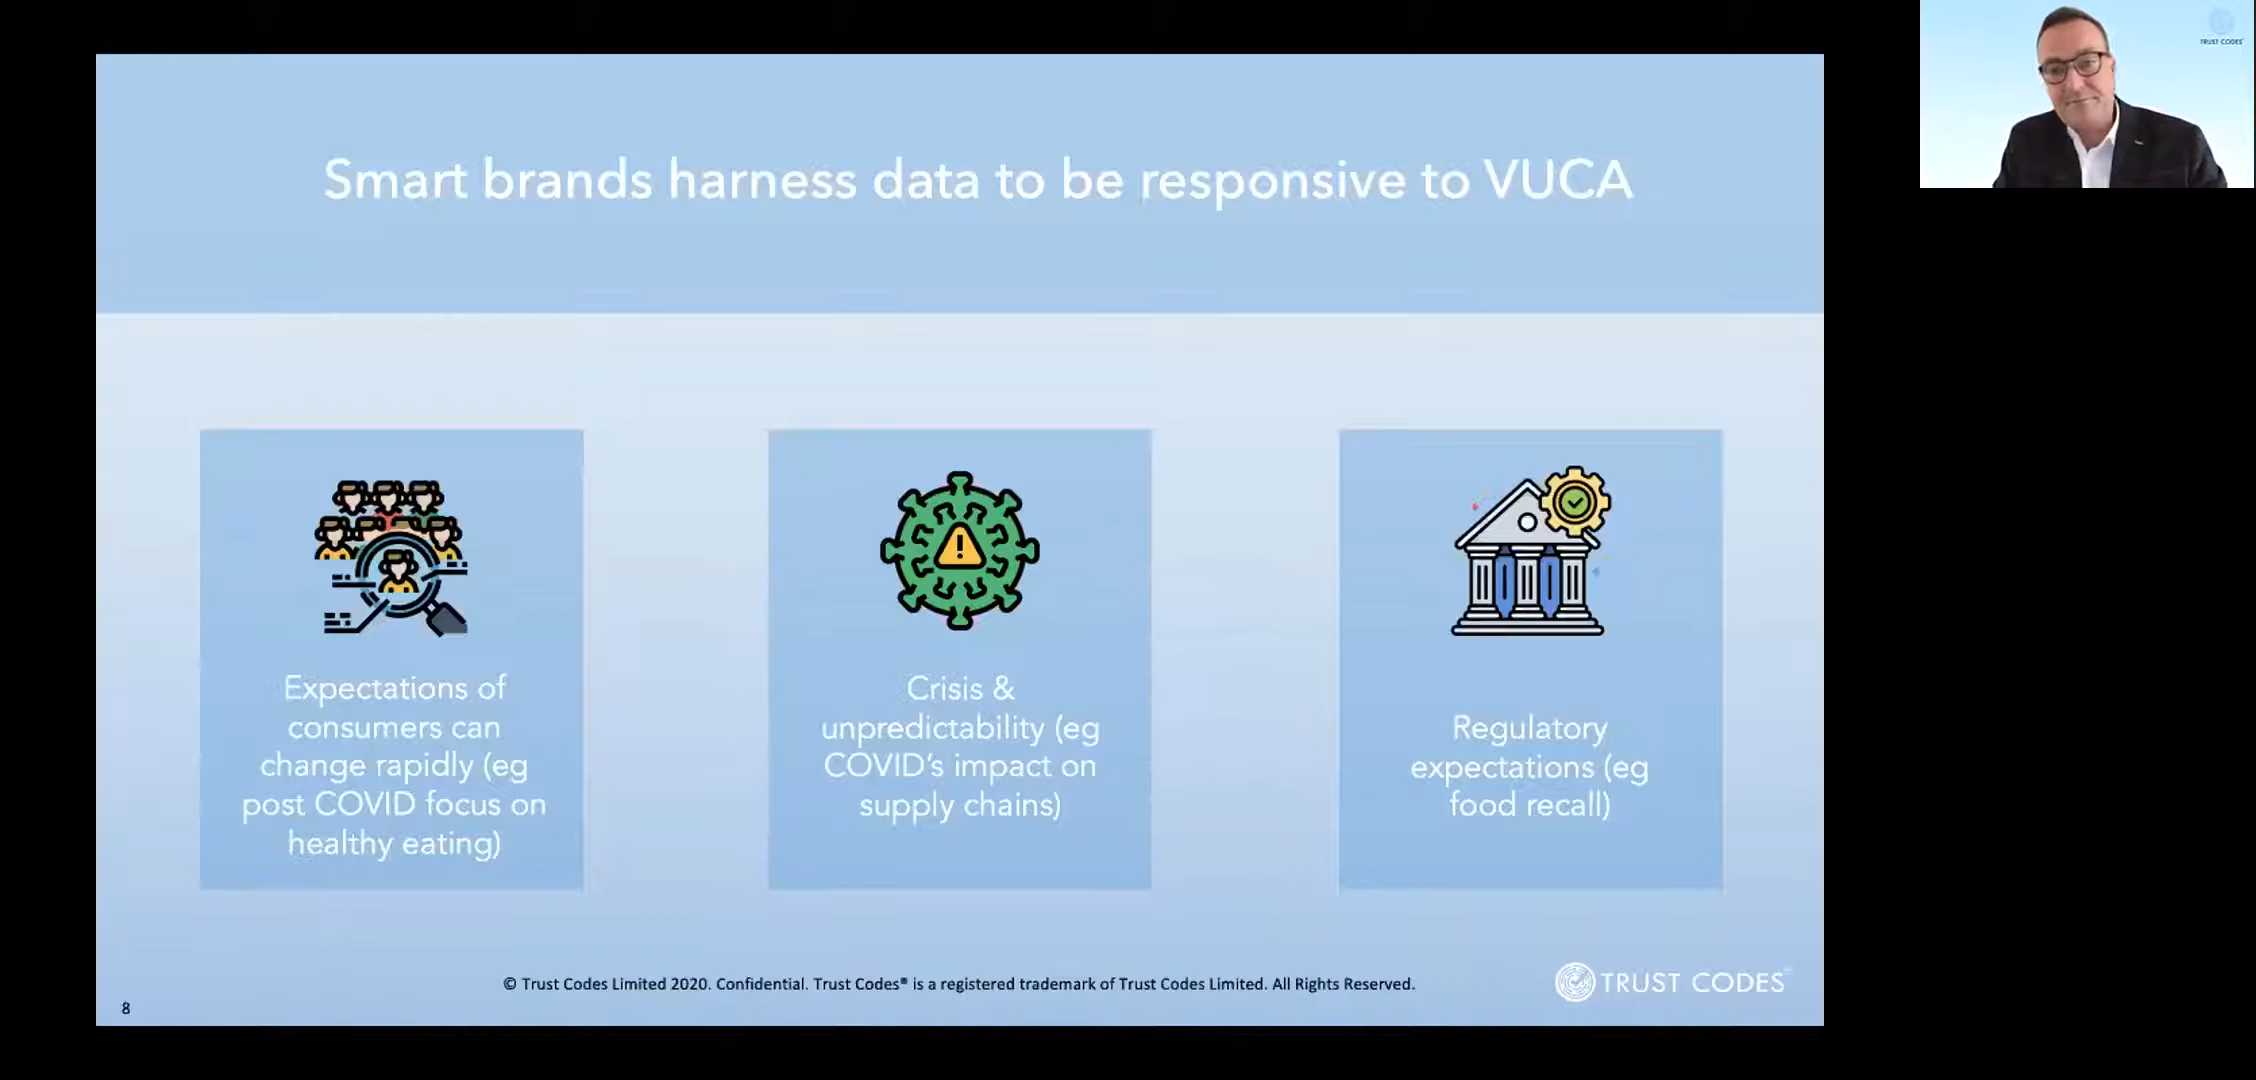 Smart brands harness data to be responsive to VUCA
Expectations of
consumers can
change rapidly (eg
post COVID focus on
healthy eating)
Crisis &
unpredictability (eg
COVID's impact on
supply chains)
Regulatory
expectations (eg
food recall)
© Trust Codes Limited 2020. Confidential. Trust Codes® is a registered trademark of Trust Codes Limited. All Rights Reserved.
TRUST CODES
8
TRUST CODES